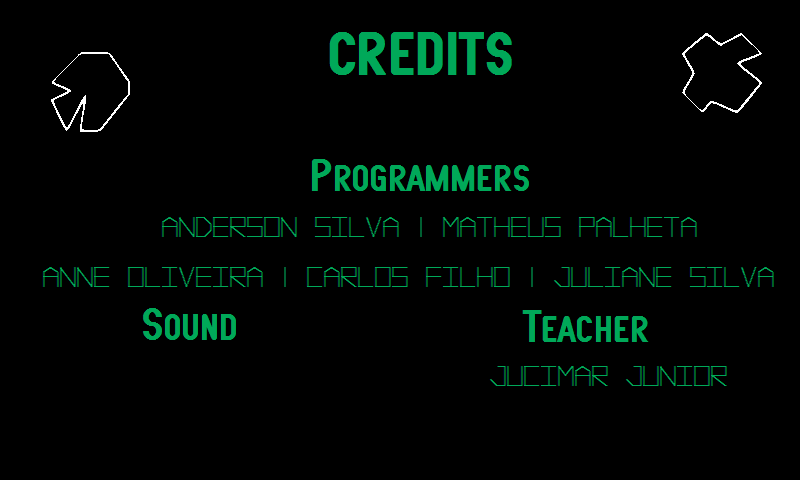 CREDITS
PROGRAMMERS
ANDERSON SILVA | MATHEUS PALHETA
ANNE OLIVEIRA | CARLOS FILHO | JULIANE SILVA
SOUND
TEACHER
JUCIMAR JUNIOR